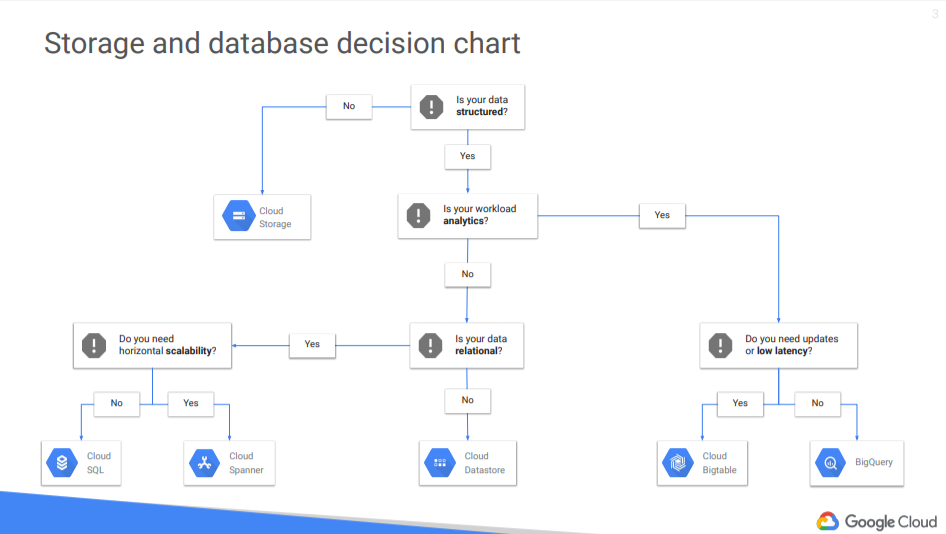 3
Storage and database decision chart
Is your data
structured?
No
Yes
Cloud
Storage
Is your workload
analytics?
Yes
No
Do you need
horizontal scalability?
Yes
Is your data
relational?
Do you need updates
or low latency?
No
Yes
No
Yes
No
Cloud
SQL
Cloud
Spanner
Cloud
Datastore
Cloud
Bigtable
BigQuery
Google Cloud